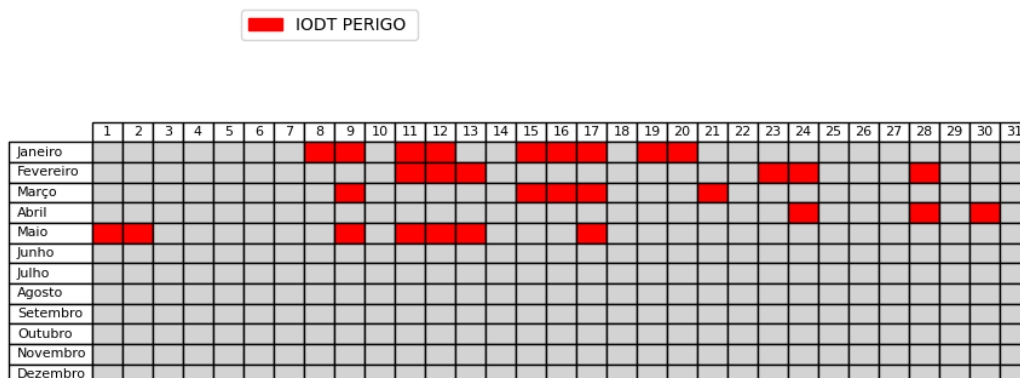 IODT PERIGO
1 2 3 4 5 6 7 8 9 10 11 12 13 14 15 16 17 18 19 20 21 22 23 24 25 26 27 28 29 30 31
Janeiro
Fevereiro
Março
Abril
Maio
Junho
Julho
Agosto
Setembro
Outubro
Novembro
Dezembro